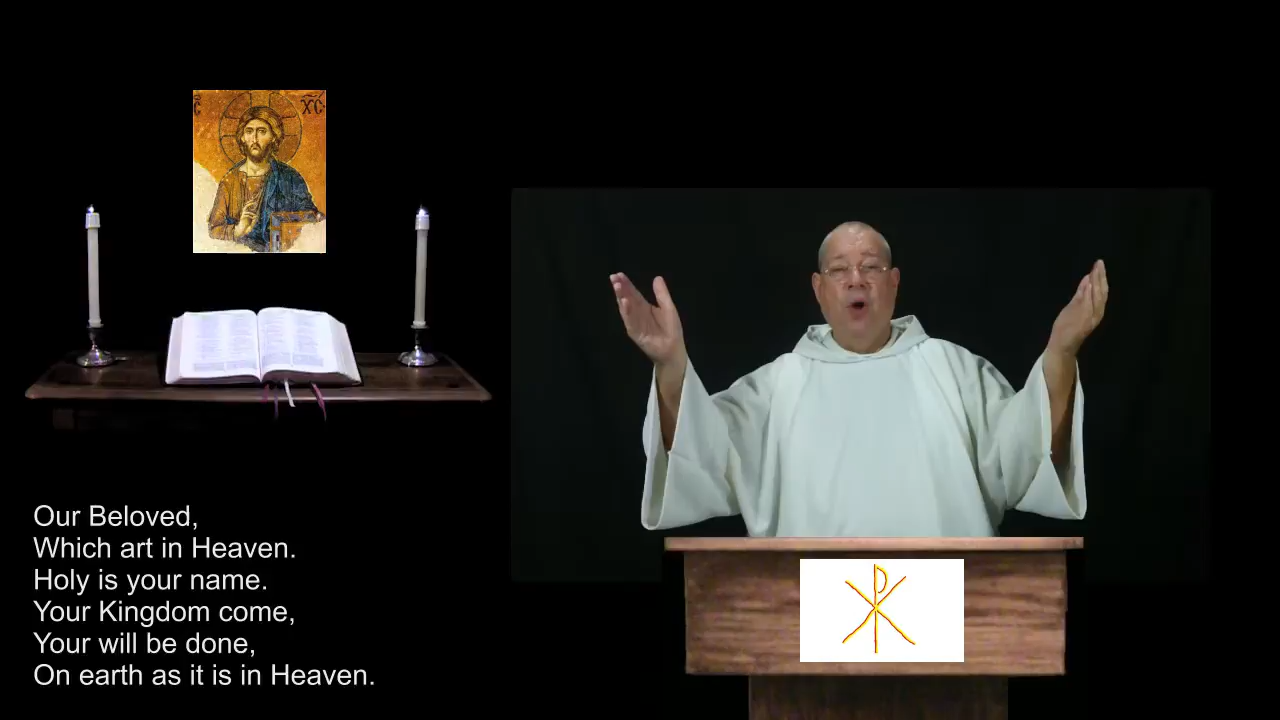 Our Beloved,
Which art in Heaven.
Holy is your name.
Your Kingdom come,
Your will be done,
On earth as it is in Heaven.